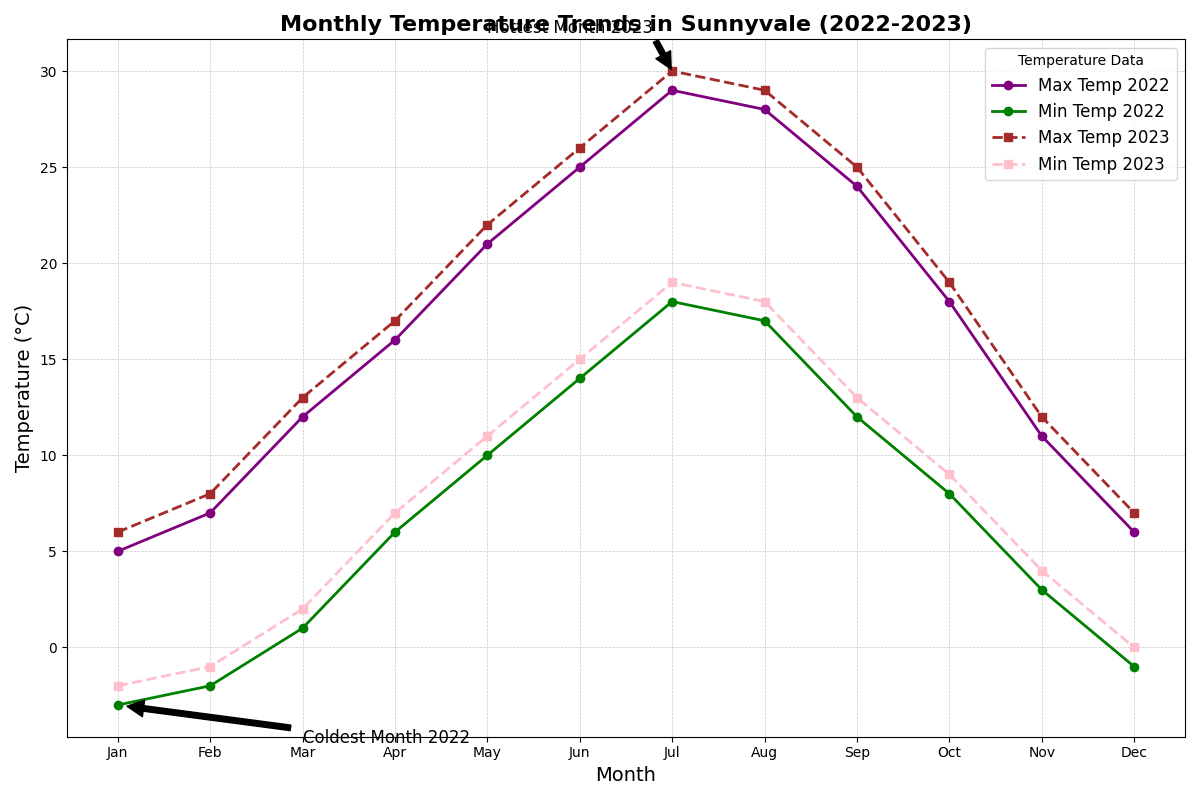 Monthly Temperature Trends in Sunnyvale (2022-2023)
Hottest Month 2023
Temperature Data
Max Temp 2022
Min Temp 2022
Max Temp 2023
Min Temp 2023
Temperature (°C)
30
25
20
15
10
5
0
Coldest Month 2022
Jan Feb Mar Apr May Jun Jul Aug Sep Oct Nov Dec
Month